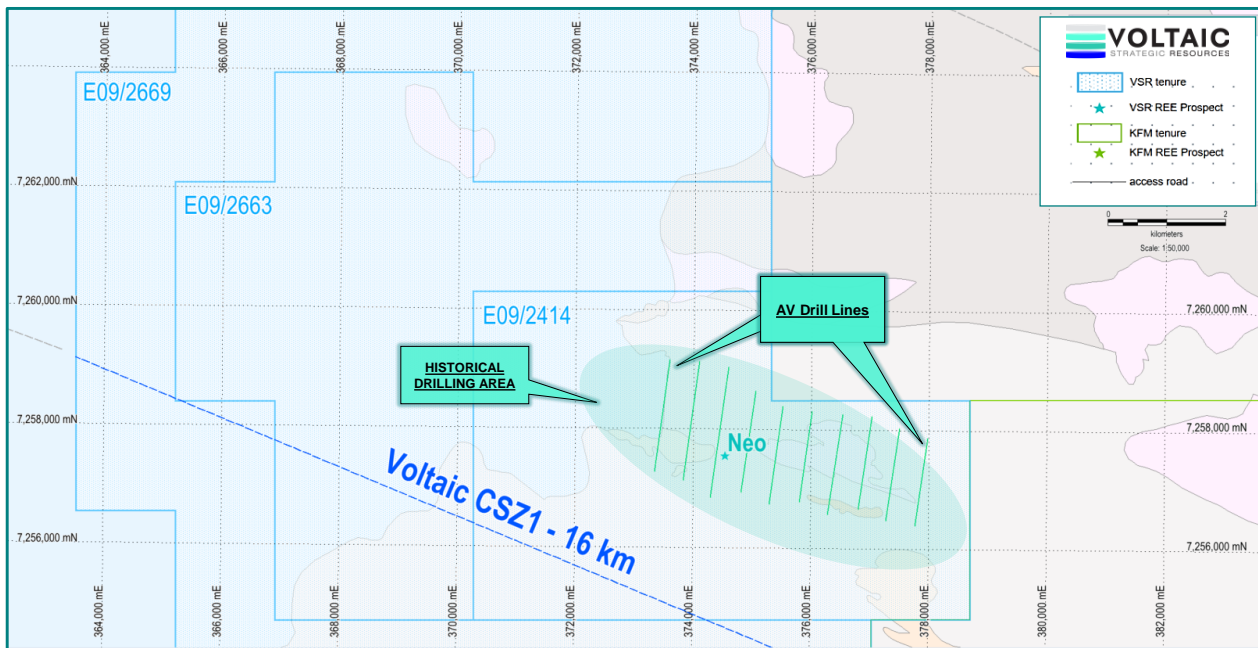 364,000 mE
366,000 mE
368,000 mE
370,000 mE
372,000 mE
374,000 mE
376,000 mE
378,000 mE
VOLTAIC
STRATEGIC RESOURCES
VSR tenure
VSR REE Prospect
KFM tenure
KFM REE Prospect
access road
0
2
kilometers
Scale: 1:50,000
E09/2669
7,262,000 mN
E09/2663
7,260,000 mN
7,260,000 mN
E09/2414
AV Drill Lines
HISTORICAL
DRILLING AREA
7,258,000 mN
7,258,000 mN
Neo
Voltaic CSZ1 - 16 km
7,256,000 mN
7,256,000 mN
364,000 mE
366,000 mE
368,000 mE
370,000 mE
372,000 mE
374,000 mE
376,000 mE
378,000 mE
380,000 mE
382,000 mE